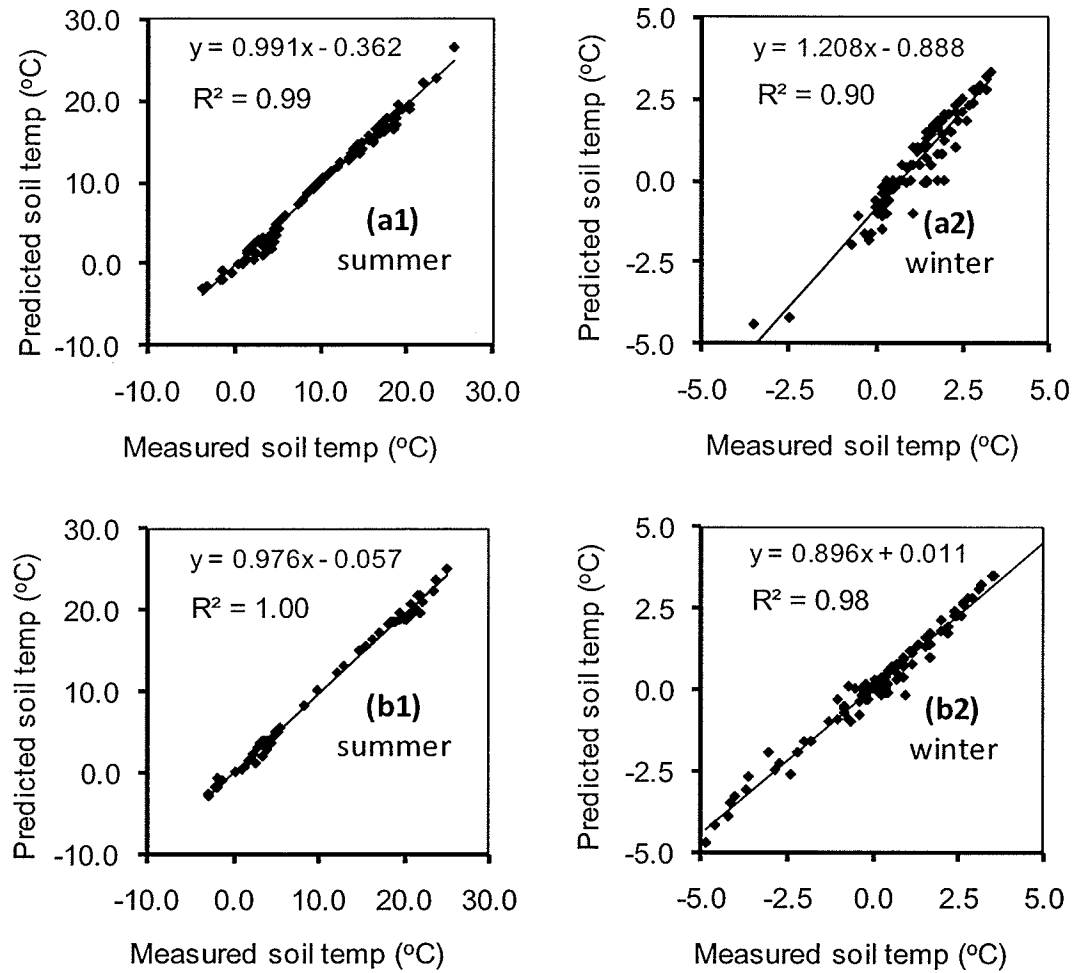 30.0
20.0
10.0
0.0
-10.0
Predicted soil temp (ºC)
y = 0.991x - 0.362
R² = 0.99
(a1)
summer
-10.0 0.0 10.0 20.0 30.0
Measured soil temp (ºC)
5.0
2.5
0.0
-2.5
-5.0
Predicted soil temp (ºC)
y = 1.208x - 0.888
R² = 0.90
(a2)
winter
-5.0 -2.5 0.0 2.5 5.0
Measured soil temp (ºC)
30.0
20.0
10.0
0.0
-10.0
Predicted soil temp (ºC)
y = 0.976x - 0.057
R² = 1.00
(b1)
summer
-10.0 0.0 10.0 20.0 30.0
Measured soil temp (ºC)
5.0
2.5
0.0
-2.5
-5.0
Predicted soil temp (ºC)
y = 0.896x + 0.011
R² = 0.98
(b2)
winter
-5.0 -2.5 0.0 2.5 5.0
Measured soil temp (ºC)